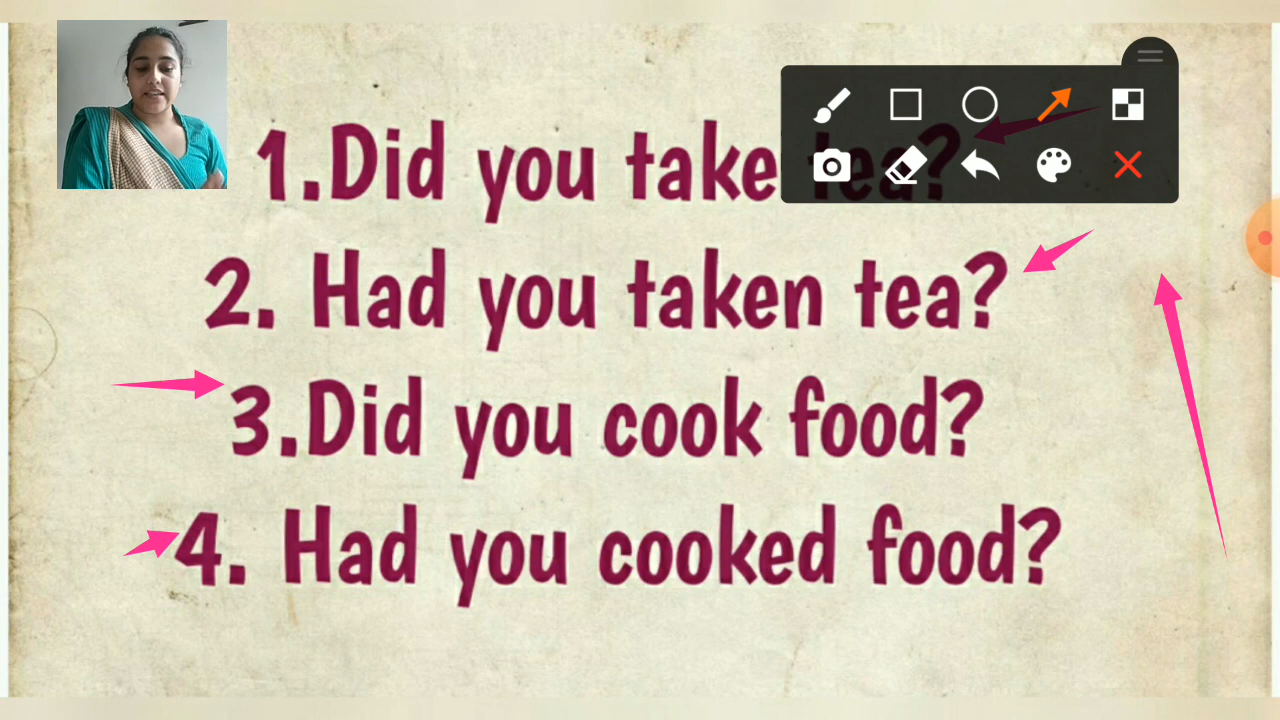 1.Did you take tea?
2. Had you taken tea?
3.Did you cook food?
4. Had you cooked food?